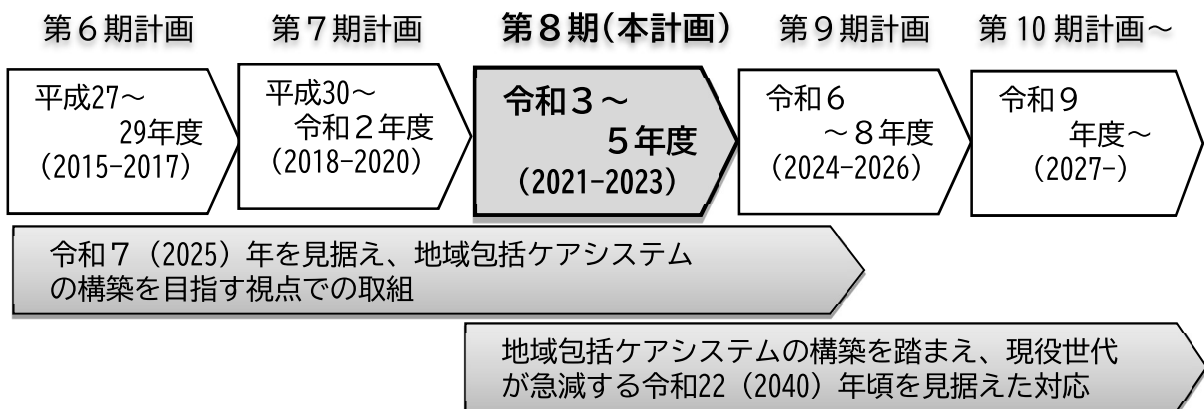 第６期計画
第７期計画
第８期(本計画)
第９期計画
第 10 期計画～
平成27～
29年度
(2015-2017)
平成30～
令和２年度
(2018-2020)
令和３～
５年度
(2021-2023)
令和６
～８年度
(2024-2026)
令和９
年度～
(2027-)
令和７（2025）年を見据え、地域包括ケアシステム
の構築を目指す視点での取組
地域包括ケアシステムの構築を踏まえ、現役世代
が急減する令和22（2040）年頃を見据えた対応